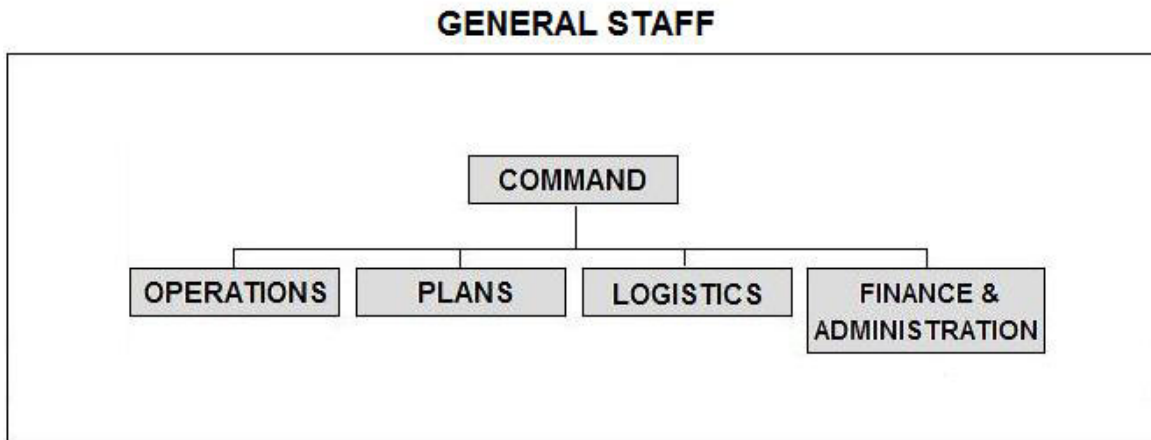 GENERAL STAFF
COMMAND
OPERATIONS
PLANS
LOGISTICS
FINANCE &
ADMINISTRATION